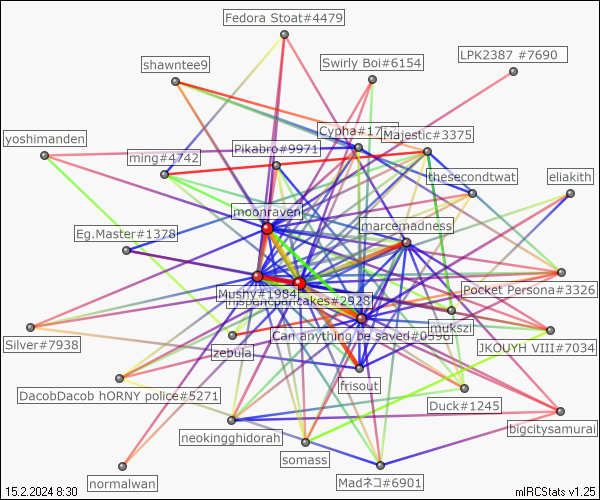 Fedora Stoat#4479
LPK2387 #7690
shawntee9
Swirly Boi#6154
yoshimanden
Cypha#17
Majestic#3375
Pikabro#9971
ming#4742
thesecondtwat
eliakith
moonraven
marcemadness
Eg.Master#1378
Mushy#1984
Pocket Persona#3326
mukszi
Can anything be saved#0596
JKOUYH VIII#7034
Silver#7938
zebula
frisout
DacobDacob hORNY police#5271
Duck#1245
bigcitysamurai
neokingghidorah
somass
Madネコ#6901
normalwan
15.2.2024 8:30
mIRCStats v1.25